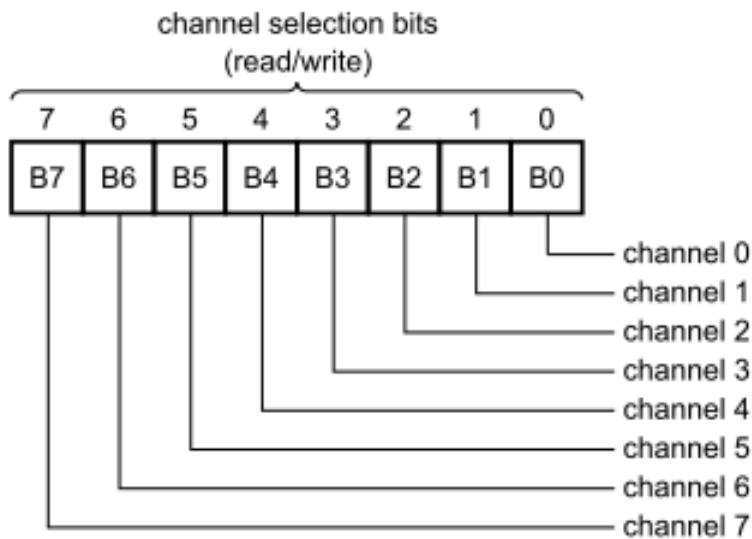 channel selection bits
(read/write)
7 6 5 4 3 2 1 0
B7 B6 B5 B4 B3 B2 B1 B0
channel 0
channel 1
channel 2
channel 3
channel 4
channel 5
channel 6
channel 7